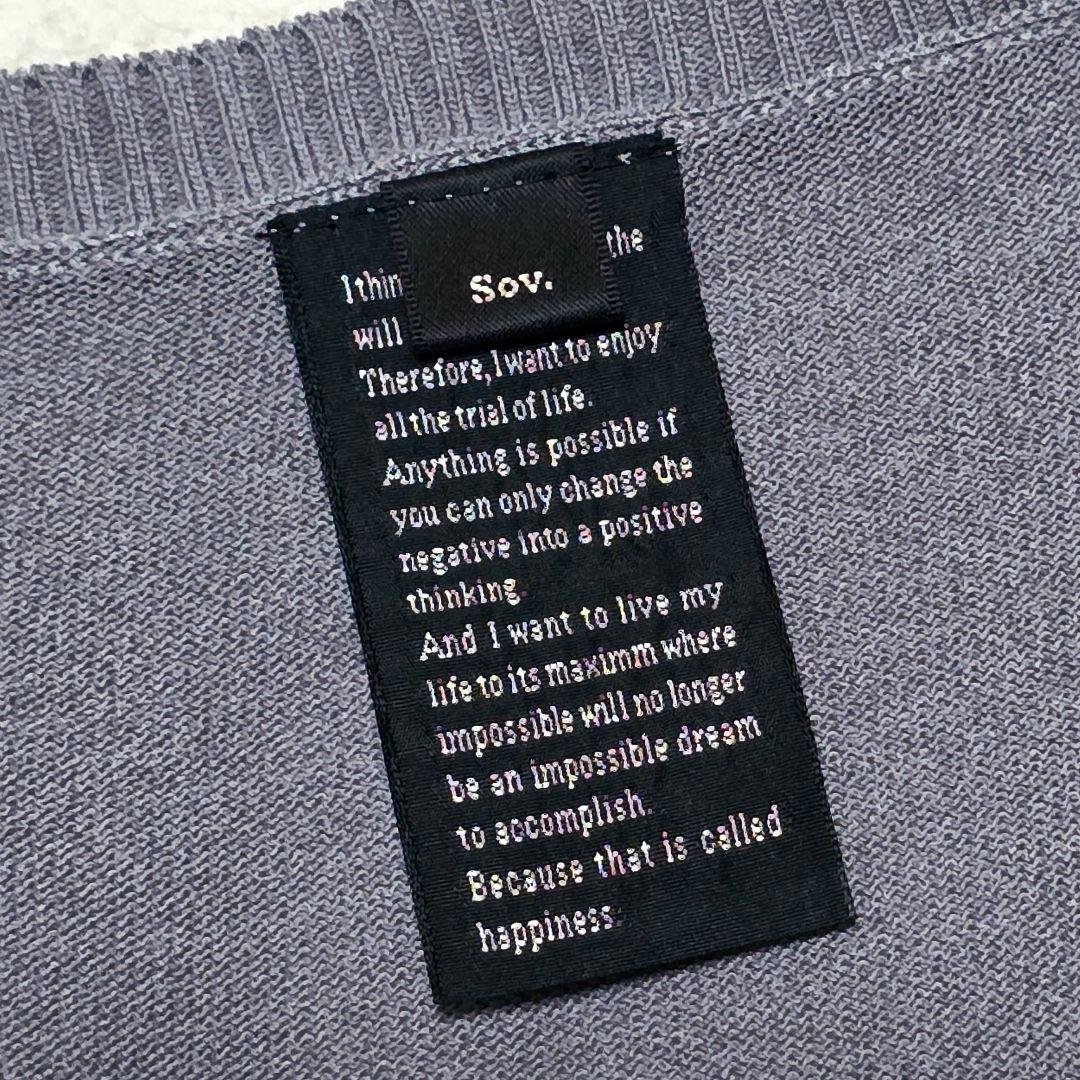 Sov.
I thin the
will
Therefore, I want to enjoy
all the trial of life.
Anything is possible if
you can only change the
negative into a positive
thinking.
And I want to live my
life to its maximm where
impossible will no longer
be an impossible dream
to accomplish.
Because that is called
happiness.